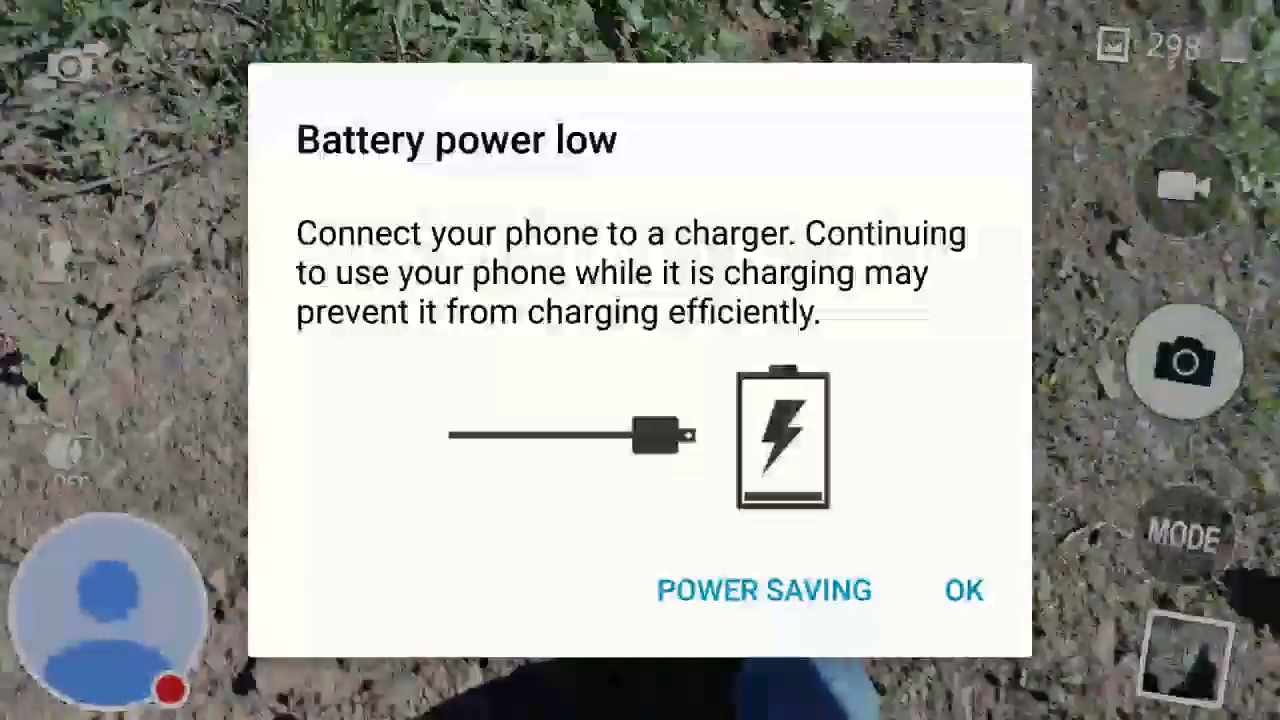 298
Battery power low
Connect your phone to a charger. Continuing
to use your phone while it is charging may
prevent it from charging efficiently.
MODE
POWER SAVING OK